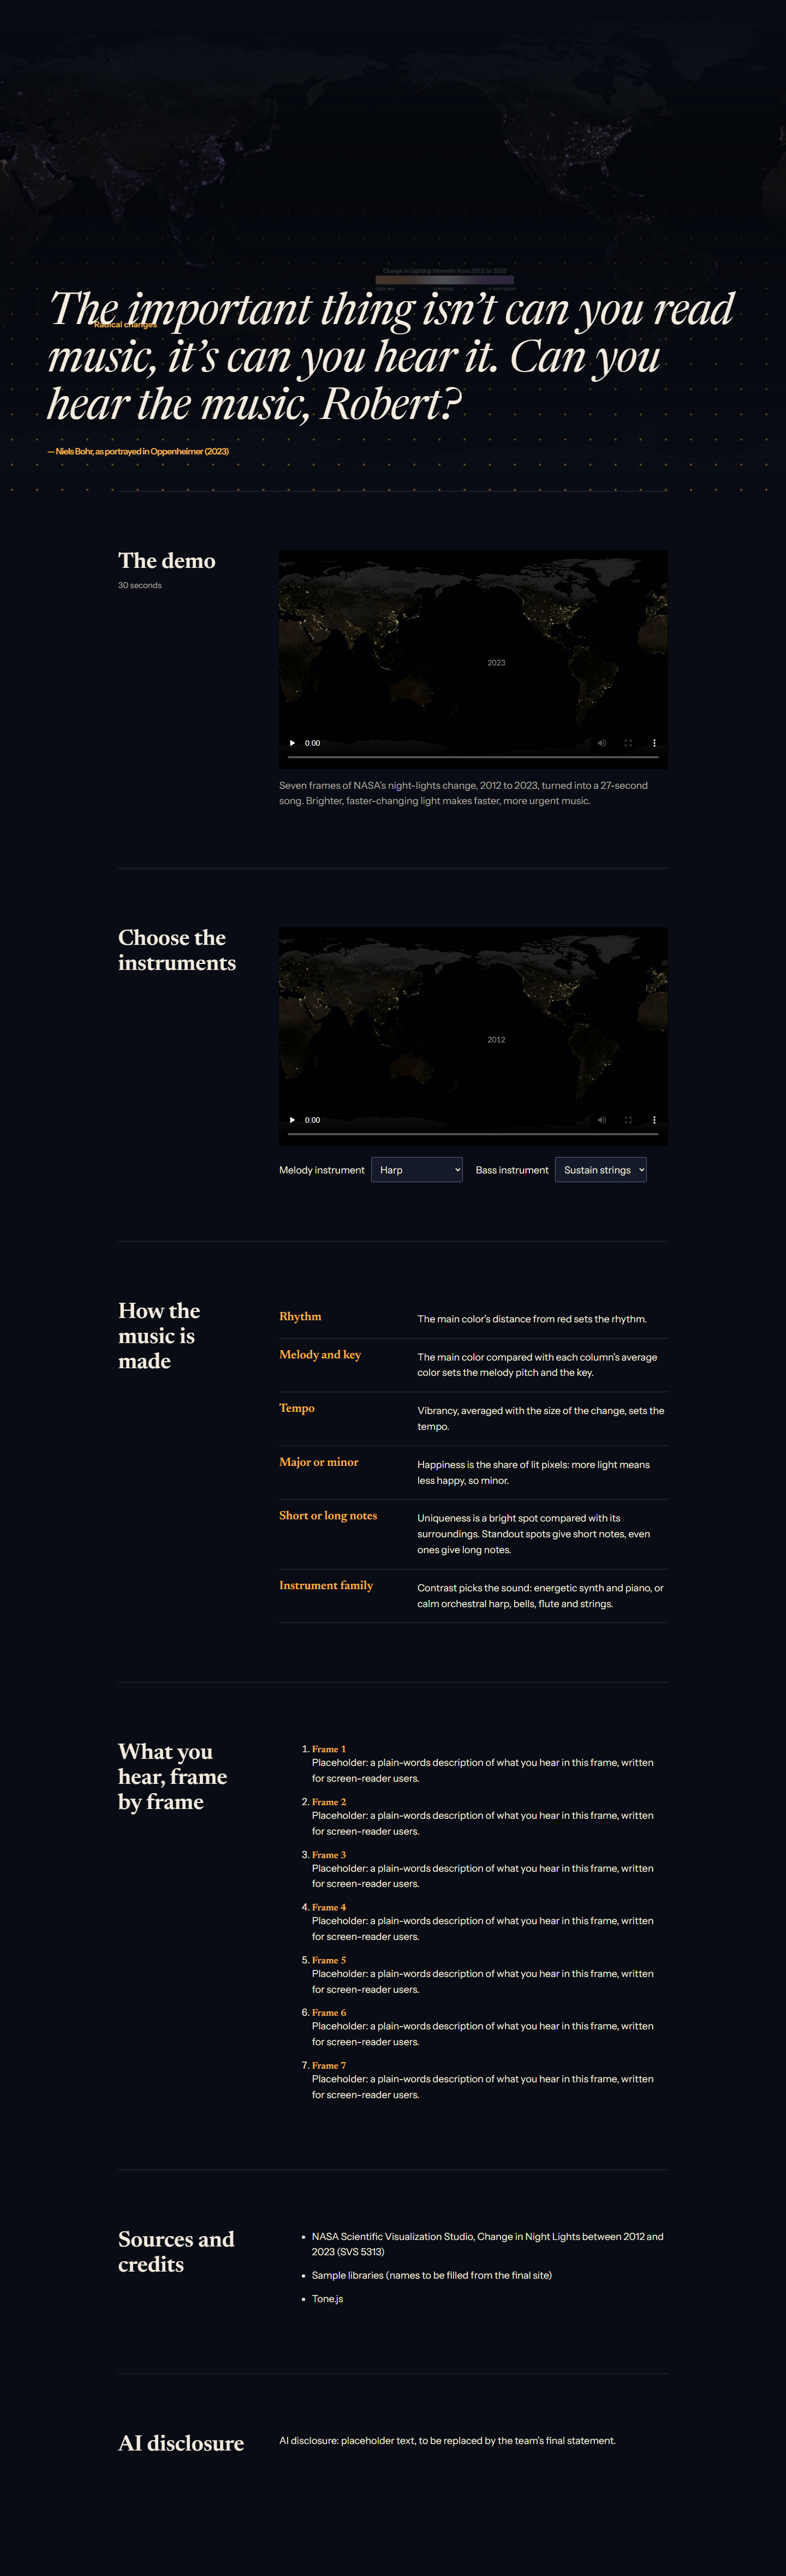 Change in Lighting Intensity from 2012 to 2023
The important thing isn't can you read
Radical changes
music, it's can you hear it. Can you
hear the music, Robert?
— Niels Bohr, as portrayed in Oppenheimer (2023)
The demo
30 seconds
2023
0:00
Seven frames of NASA's night-lights change, 2012 to 2023, turned into a 27-second
song. Brighter, faster-changing light makes faster, more urgent music.
Choose the
instruments
2012
0:00
Melody instrument Harp Bass instrument Sustain strings
How the
music is
made
Rhythm
The main color's distance from red sets the rhythm.
Melody and key
The main color compared with each column's average
color sets the melody pitch and the key.
Tempo
Vibrancy, averaged with the size of the change, sets the
tempo.
Major or minor
Happiness is the share of lit pixels: more light means
less happy, so minor.
Short or long notes
Uniqueness is a bright spot compared with its
surroundings. Standout spots give short notes, even
ones give long notes.
Instrument family
Contrast picks the sound: energetic synth and piano, or
calm orchestral harp, bells, flute and strings.
What you
hear, frame
by frame
1. Frame 1
Placeholder: a plain-words description of what you hear in this frame, written
for screen-reader users.
2. Frame 2
Placeholder: a plain-words description of what you hear in this frame, written
for screen-reader users.
3. Frame 3
Placeholder: a plain-words description of what you hear in this frame, written
for screen-reader users.
4. Frame 4
Placeholder: a plain-words description of what you hear in this frame, written
for screen-reader users.
5. Frame 5
Placeholder: a plain-words description of what you hear in this frame, written
for screen-reader users.
6. Frame 6
Placeholder: a plain-words description of what you hear in this frame, written
for screen-reader users.
7. Frame 7
Placeholder: a plain-words description of what you hear in this frame, written
for screen-reader users.
Sources and
credits
• NASA Scientific Visualization Studio, Change in Night Lights between 2012 and
2023 (SVS 5313)
• Sample libraries (names to be filled from the final site)
• Tone.js
AI disclosure
AI disclosure: placeholder text, to be replaced by the team's final statement.